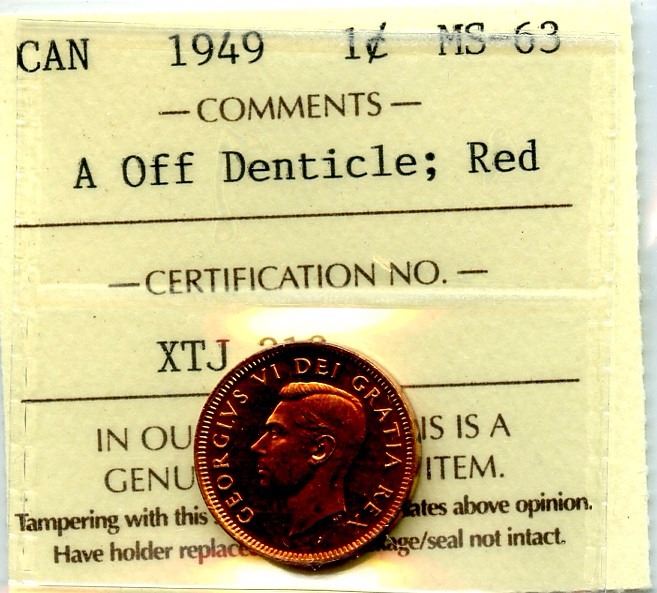 CAN 1949 1¢ MS-63
— COMMENTS —
A Off Denticle; Red
— CERTIFICATION NO. —
XTJ
IN OU IS IS A
GENU ITEM.
Tampering with this ates above opinion.
Have holder replace age/seal not intact.
GEORGIVS VI DEI GRATIA REX